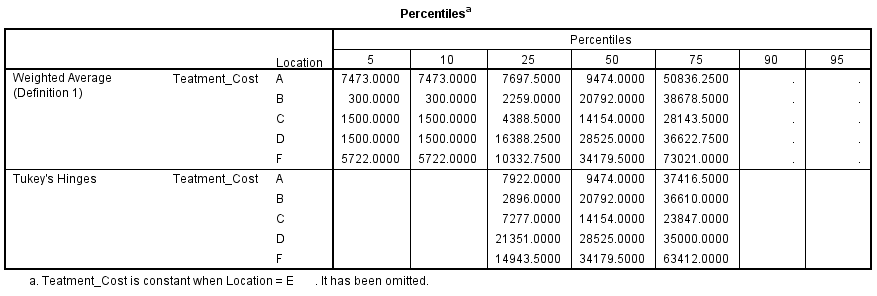 Percentilesa
Percentiles
Location 5 10 25 50 75 90 95
Weighted Average Teatment_Cost A 7473.0000 7473.0000 7697.5000 9474.0000 50836.2500 . .
(Definition 1) B 300.0000 300.0000 2259.0000 20792.0000 38678.5000 . .
C 1500.0000 1500.0000 4388.5000 14154.0000 28143.5000 . .
D 1500.0000 1500.0000 16388.2500 28525.0000 36622.7500 . .
F 5722.0000 5722.0000 10332.7500 34179.5000 73021.0000 . .
Tukey's Hinges Teatment_Cost A 7922.0000 9474.0000 37416.5000
B 2896.0000 20792.0000 36610.0000
C 7277.0000 14154.0000 23847.0000
D 21351.0000 28525.0000 35000.0000
F 14943.5000 34179.5000 63412.0000
a. Teatment_Cost is constant when Location = E . It has been omitted.